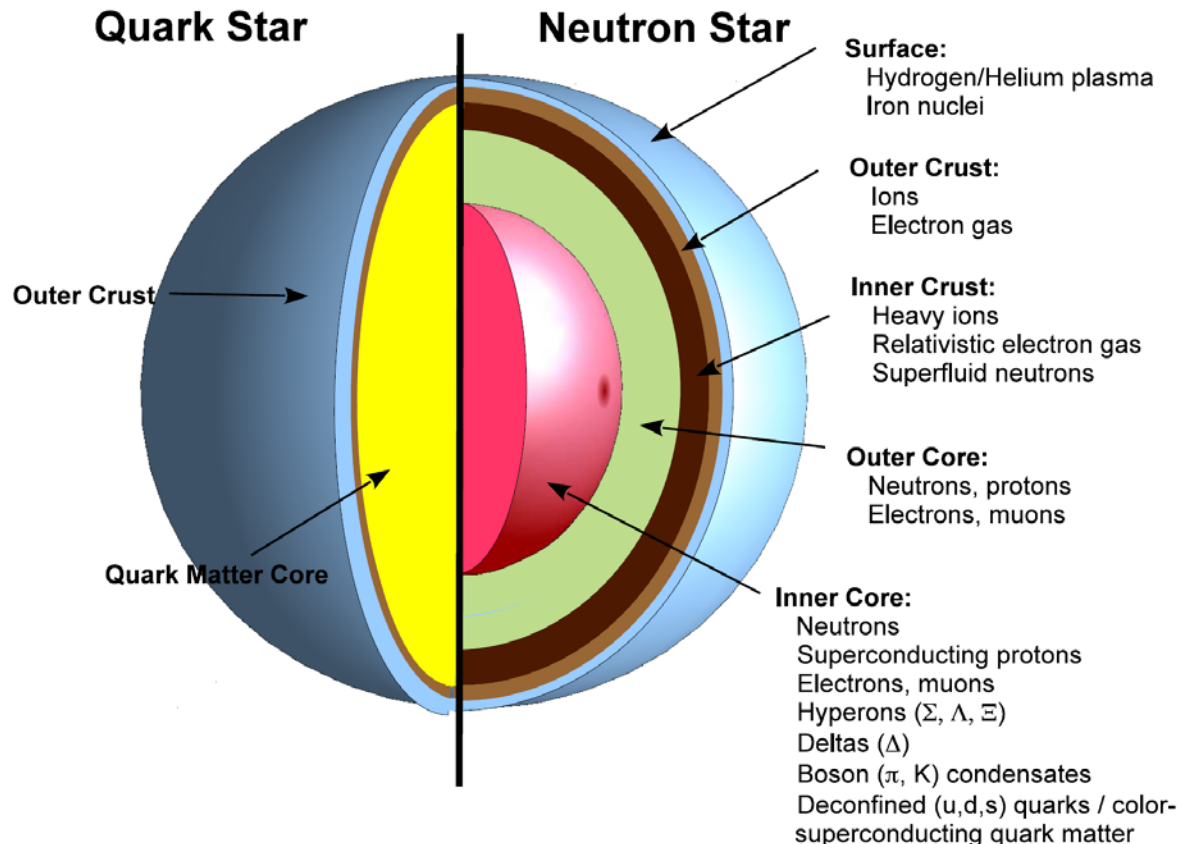 Quark Star
Neutron Star
Surface:
Hydrogen/Helium plasma
Iron nuclei
Outer Crust:
Ions
Electron gas
Inner Crust:
Heavy ions
Relativistic electron gas
Superfluid neutrons
Outer Core:
Neutrons, protons
Electrons, muons
Inner Core:
Neutrons
Superconducting protons
Electrons, muons
Hyperons (Σ, Λ, Ξ)
Deltas (Δ)
Boson (π, K) condensates
Deconfined (u,d,s) quarks / color-
superconducting quark matter
Outer Crust
Quark Matter Core